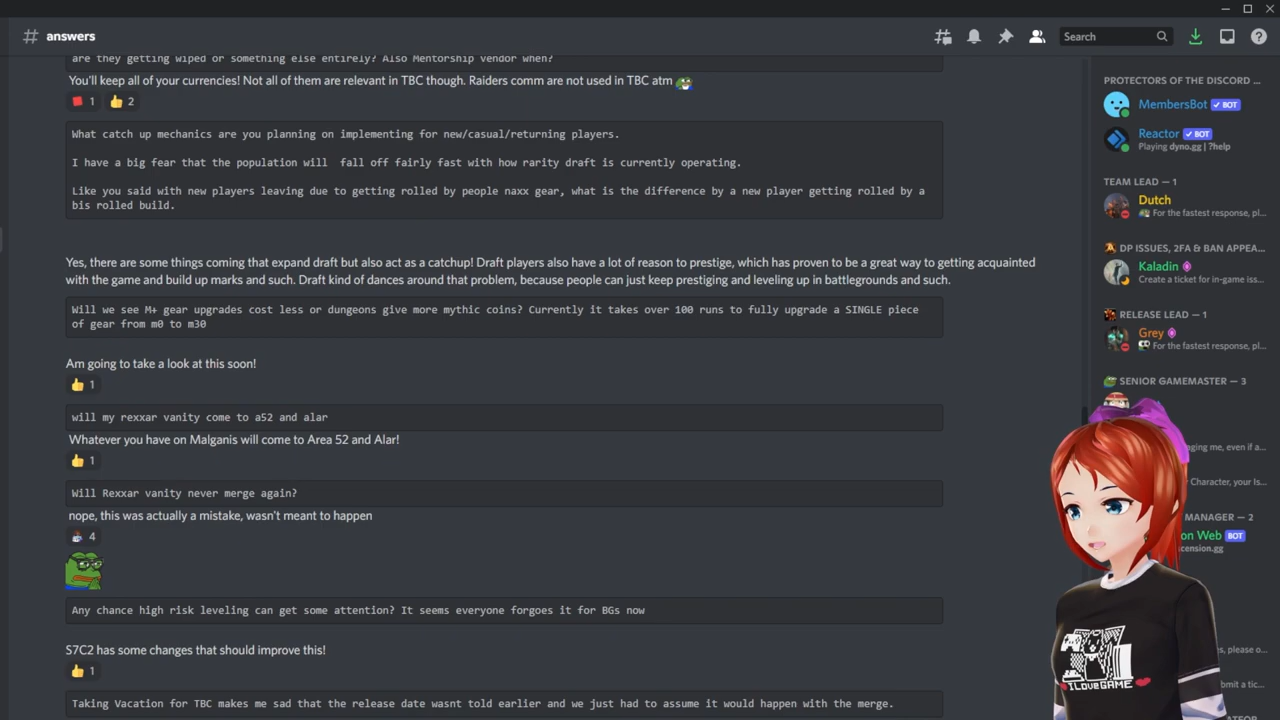 answers
Search
are they getting wiped or something else entirely? Also Mentorship vendor when?
You'll keep all of your currencies! Not all of them are relevant in TBC though. Raiders comm are not used in TBC atm
1 2
What catch up mechanics are you planning on implementing for new/casual/returning players.
I have a big fear that the population will fall off fairly fast with how rarity draft is currently operating.
Like you said with new players leaving due to getting rolled by people naxx gear, what is the difference by a new player getting rolled by a
bis rolled build.
Yes, there are some things coming that expand draft but also act as a catchup! Draft players also have a lot of reason to prestige, which has proven to be a great way to getting acquainted
with the game and build up marks and such. Draft kind of dances around that problem, because people can just keep prestiging and leveling up in battlegrounds and such.
Will we see M+ gear upgrades cost less or dungeons give more mythic coins? Currently it takes over 100 runs to fully upgrade a SINGLE piece
of gear from m0 to m30
Am going to take a look at this soon!
1
will my rexxar vanity come to a52 and alar
Whatever you have on Malganis will come to Area 52 and Alar!
1
Will Rexxar vanity never merge again?
nope, this was actually a mistake, wasn't meant to happen
4
Any chance high risk leveling can get some attention? It seems everyone forgoes it for BGs now
S7C2 has some changes that should improve this!
1
Taking Vacation for TBC makes me sad that the release date wasnt told earlier and we just had to assume it would happen with the merge.
PROTECTORS OF THE DISCORD ...
MembersBot BOT
Reactor BOT
Playing dyno.gg | ?help
TEAM LEAD — 1
Dutch
For the fastest response, pl...
DP ISSUES, 2FA & BAN APPEA...
Kaladin
Create a ticket for in-game iss...
RELEASE LEAD — 1
Grey
For the fastest response, pl...
SENIOR GAMEMASTER — 3
ging me, even if a...
Character, your Is...
MANAGER — 2
on Web BOT
cension.gg
es, please o...
bmit a tic...
I LoveGAME